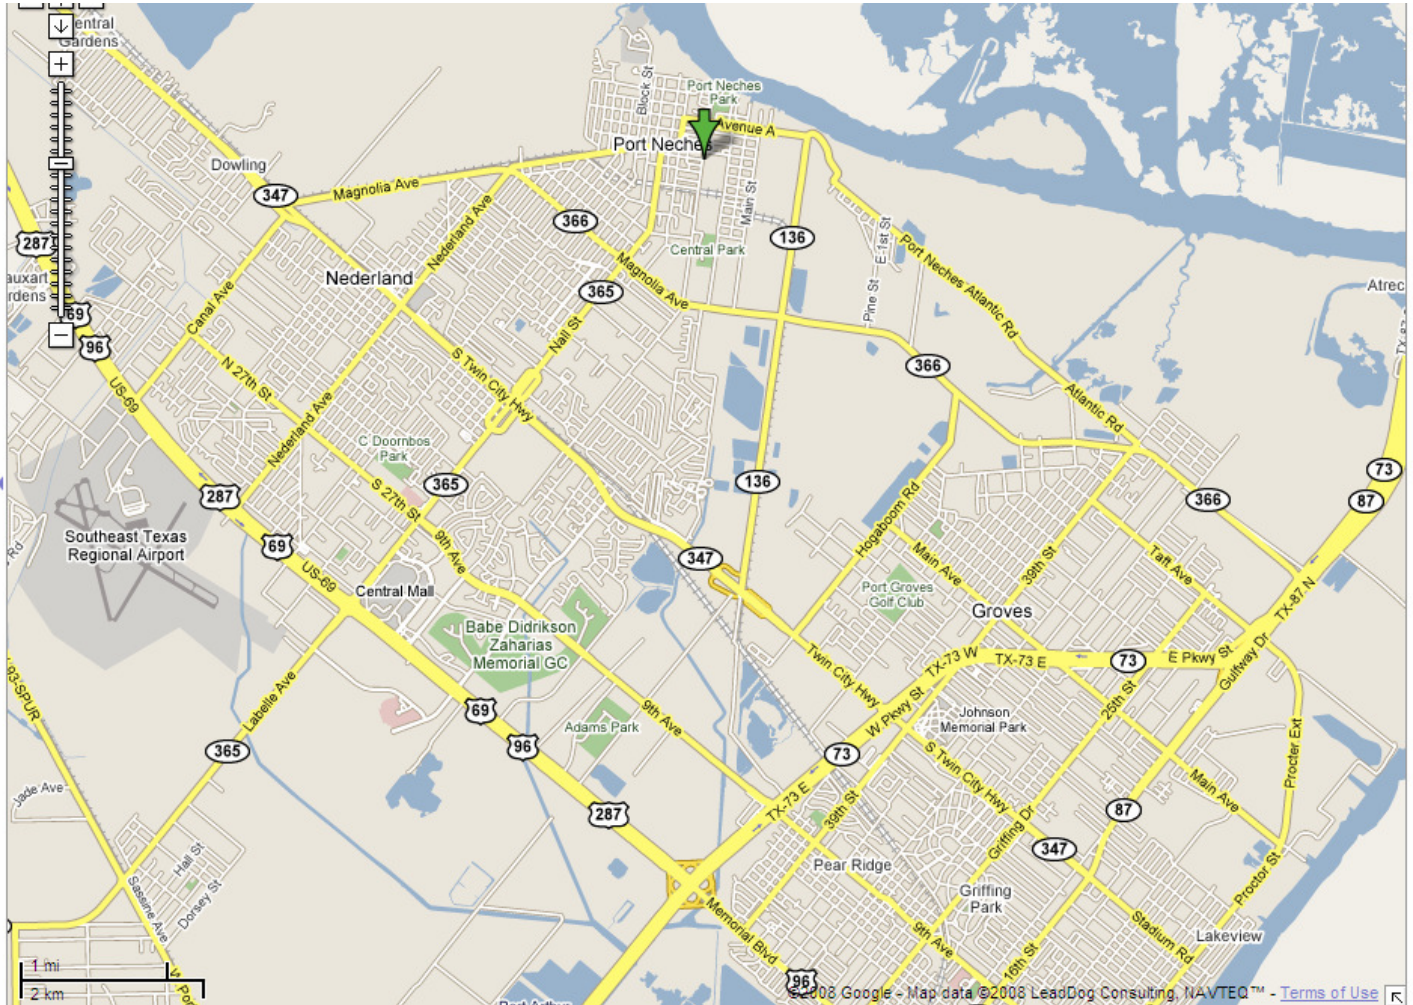 entral
Gardens
Block St
Port Neches
Park
Avenue A
Port Neches
Dowling
347
Magnolia Ave
Main St
366
136
E 1st St
287
Nederland Ave
Central Park
Port Neches Atlantic Rd
auxart
rdens
Nederland
Magnolia Ave
365
Pine St
Atrec
Canal Ave
69
96
Nall St
S Twin City Hwy
366
US-69
N 27th St
Nederland Ave
Atlantic Rd
C Doornbos
Park
73
365
136
87
287
S 27th St
366
Hogaboom Rd
Southeast Texas
Regional Airport
Rd
69
9th Ave
347
Main Ave
39th St
Taft Ave
US-69
Central Mall
Port Groves
Golf Club
Groves
TX-87 N
Babe Didrikson
Zaharias
Memorial GC
Twin City Hwy
TX-73 W
TX-73 E
73
E Pkwy St
Gulfway Dr
93-SPUR
Labelle Ave
69
9th Ave
W Pkwy St
25th St
Johnson
Memorial Park
Adams Park
365
96
73
S Twin City Hwy
Procter Ext
Jade Ave
TX-73 E
39th St
Main Ave
287
87
Griffing Dr
347
Hall St
Pear Ridge
Proctor St
Sassine Ave
Dorsey St
Griffing
Park
Memorial Blvd
9th Ave
Stadium Rd
Lakeview
16th St
1 mi
2 km
96
©2008 Google - Map data ©2008 LeadDog Consulting, NAVTEQ™ - Terms of Use